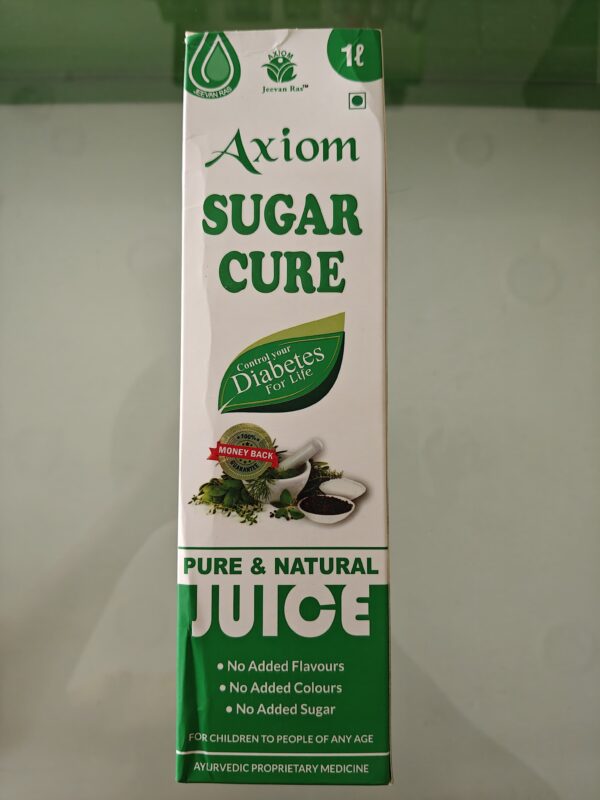 JEEVAN RAS
AXIOM
Jeevan Ras™
1ℓ
Axiom
SUGAR
CURE
Control your
Diabetes
For Life
100%
MONEY BACK
GUARANTEE
PURE & NATURAL
JUICE
• No Added Flavours
• No Added Colours
• No Added Sugar
FOR CHILDREN TO PEOPLE OF ANY AGE
AYURVEDIC PROPRIETARY MEDICINE